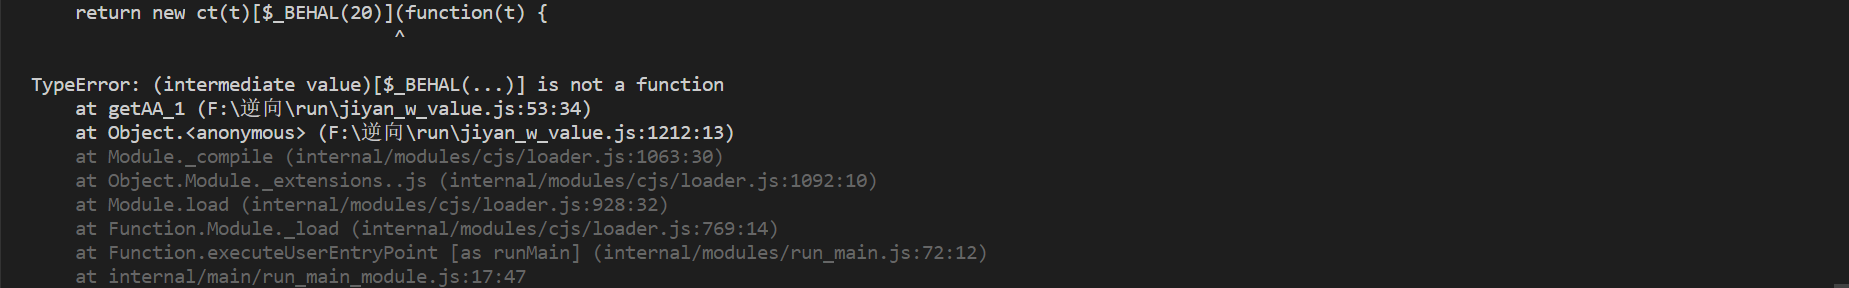 return new ct(t)[$_BEHAL(20)](function(t) {
^
TypeError: (intermediate value)[$_BEHAL(...)] is not a function
at getAA_1 (F:\逆向\run\jiyan_w_value.js:53:34)
at Object.<anonymous> (F:\逆向\run\jiyan_w_value.js:1212:13)
at Module._compile (internal/modules/cjs/loader.js:1063:30)
at Object.Module._extensions..js (internal/modules/cjs/loader.js:1092:10)
at Module.load (internal/modules/cjs/loader.js:928:32)
at Function.Module._load (internal/modules/cjs/loader.js:769:14)
at Function.executeUserEntryPoint [as runMain] (internal/modules/run_main.js:72:12)
at internal/main/run_main_module.js:17:47